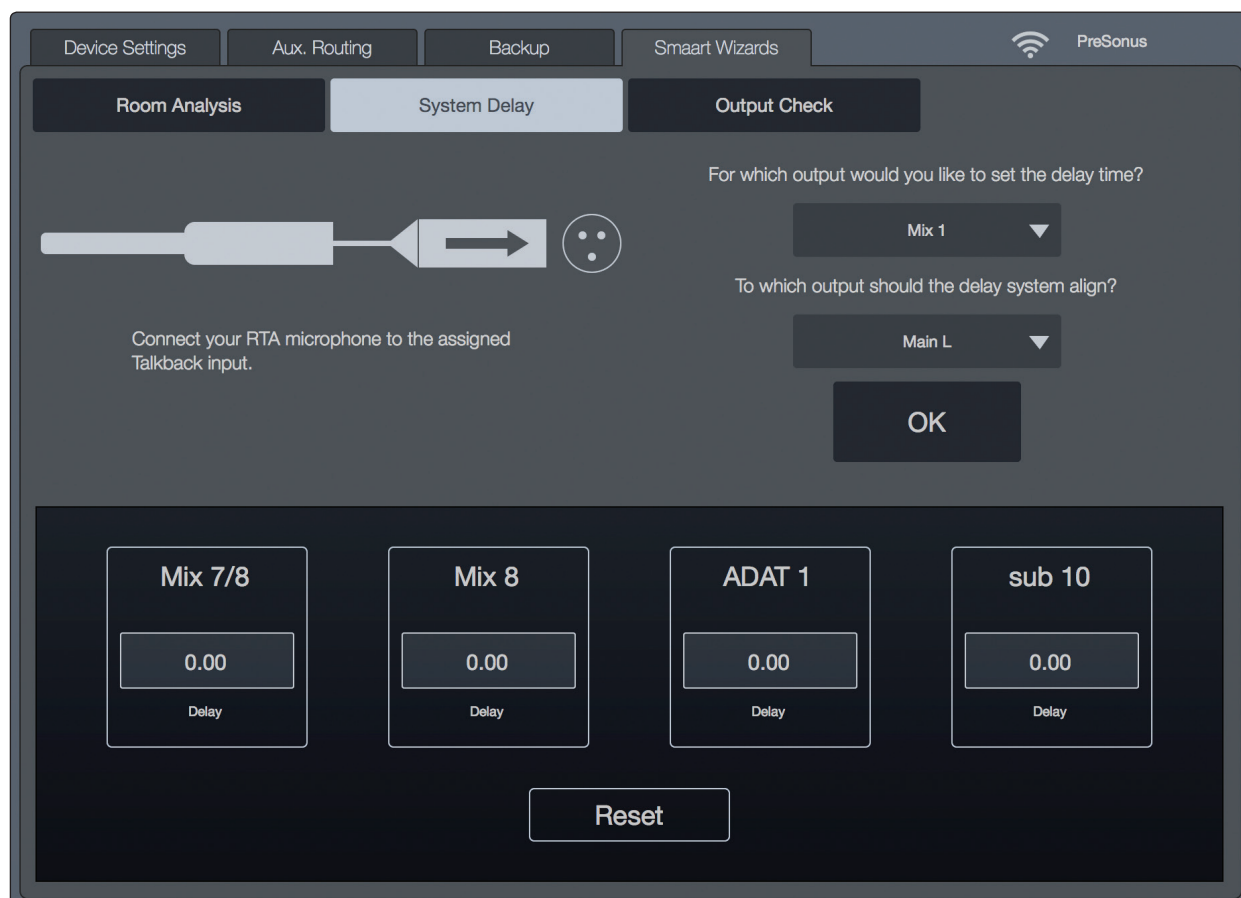 Device Settings
Aux. Routing
Backup
Smaart Wizards
PreSonus
Room Analysis
System Delay
Output Check
For which output would you like to set the delay time?
Mix 1
To which output should the delay system align?
Main L
OK
Connect your RTA microphone to the assigned
Talkback input.
Mix 7/8
0.00
Delay
Mix 8
0.00
Delay
ADAT 1
0.00
Delay
sub 10
0.00
Delay
Reset